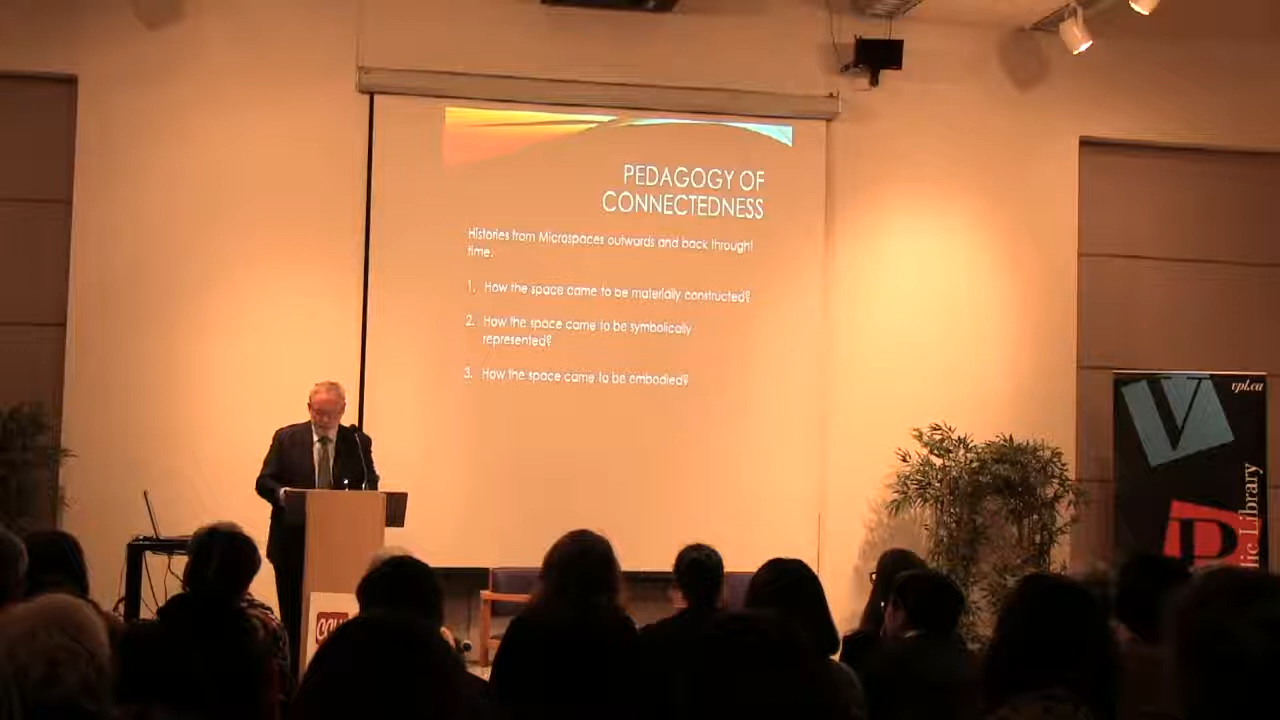 PEDAGOGY OF
CONNECTEDNESS
Histories from Microspaces outwards and back throught
time.
1. How the space came to be materially constructed?
2. How the space came to be symbolically
represented?
3. How the space came to be embodied?
vpl.ca
V
P
lic Library